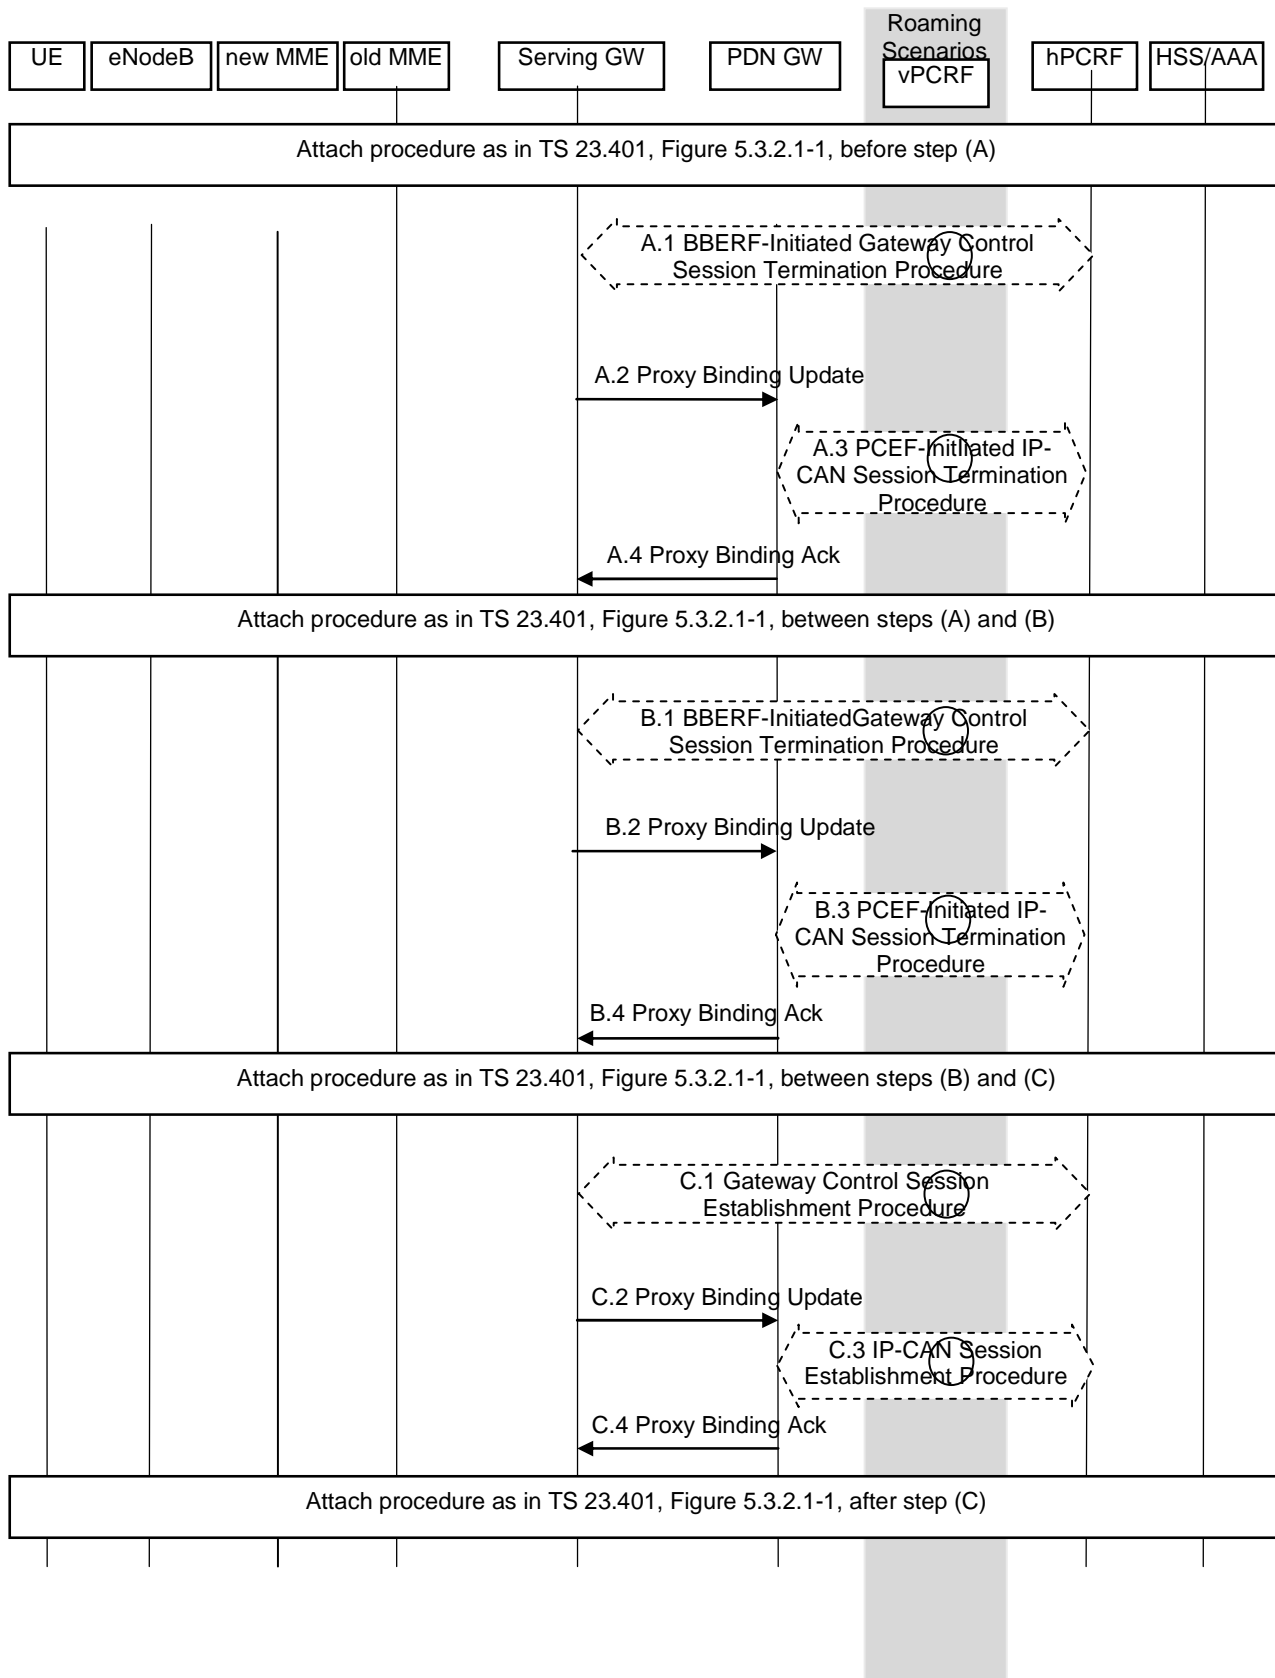 Roaming
Scenarios
UE
eNodeB
new MME
old MME
Serving GW
PDN GW
vPCRF
hPCRF
HSS/AAA
Attach procedure as in TS 23.401, Figure 5.3.2.1-1, before step (A)
A.1 BBERF-Initiated Gateway Control
Session Termination Procedure
A.2 Proxy Binding Update
A.3 PCEF-Initliated IP-
CAN Session Termination
Procedure
A.4 Proxy Binding Ack
Attach procedure as in TS 23.401, Figure 5.3.2.1-1, between steps (A) and (B)
B.1 BBERF-InitiatedGateway Control
Session Termination Procedure
B.2 Proxy Binding Update
B.3 PCEF-Initiated IP-
CAN Session Termination
Procedure
B.4 Proxy Binding Ack
Attach procedure as in TS 23.401, Figure 5.3.2.1-1, between steps (B) and (C)
C.1 Gateway Control Session
Establishment Procedure
C.2 Proxy Binding Update
C.3 IP-CAN Session
Establishment Procedure
C.4 Proxy Binding Ack
Attach procedure as in TS 23.401, Figure 5.3.2.1-1, after step (C)